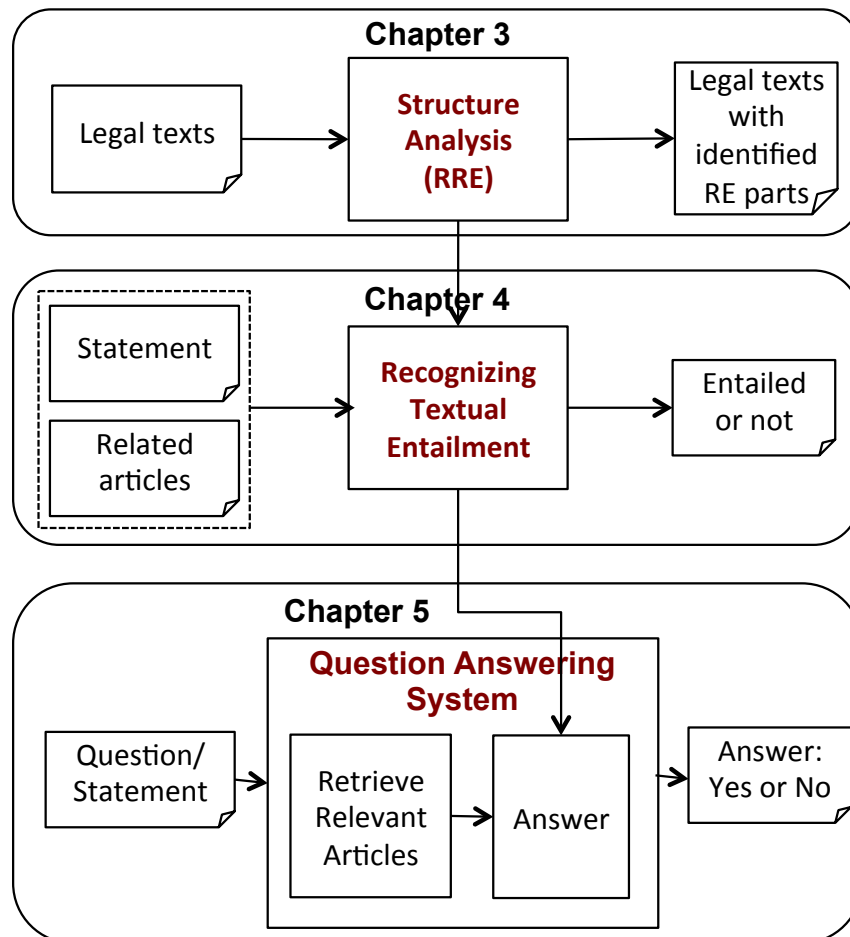 Chapter 3
Legal texts
Structure
Analysis
(RRE)
Legal texts
with
identified
RE parts
Chapter 4
Statement
Related
articles
Recognizing
Textual
Entailment
Entailed
or not
Chapter 5
Question Answering
System
Question/
Statement
Retrieve
Relevant
Articles
Answer
Answer:
Yes or No